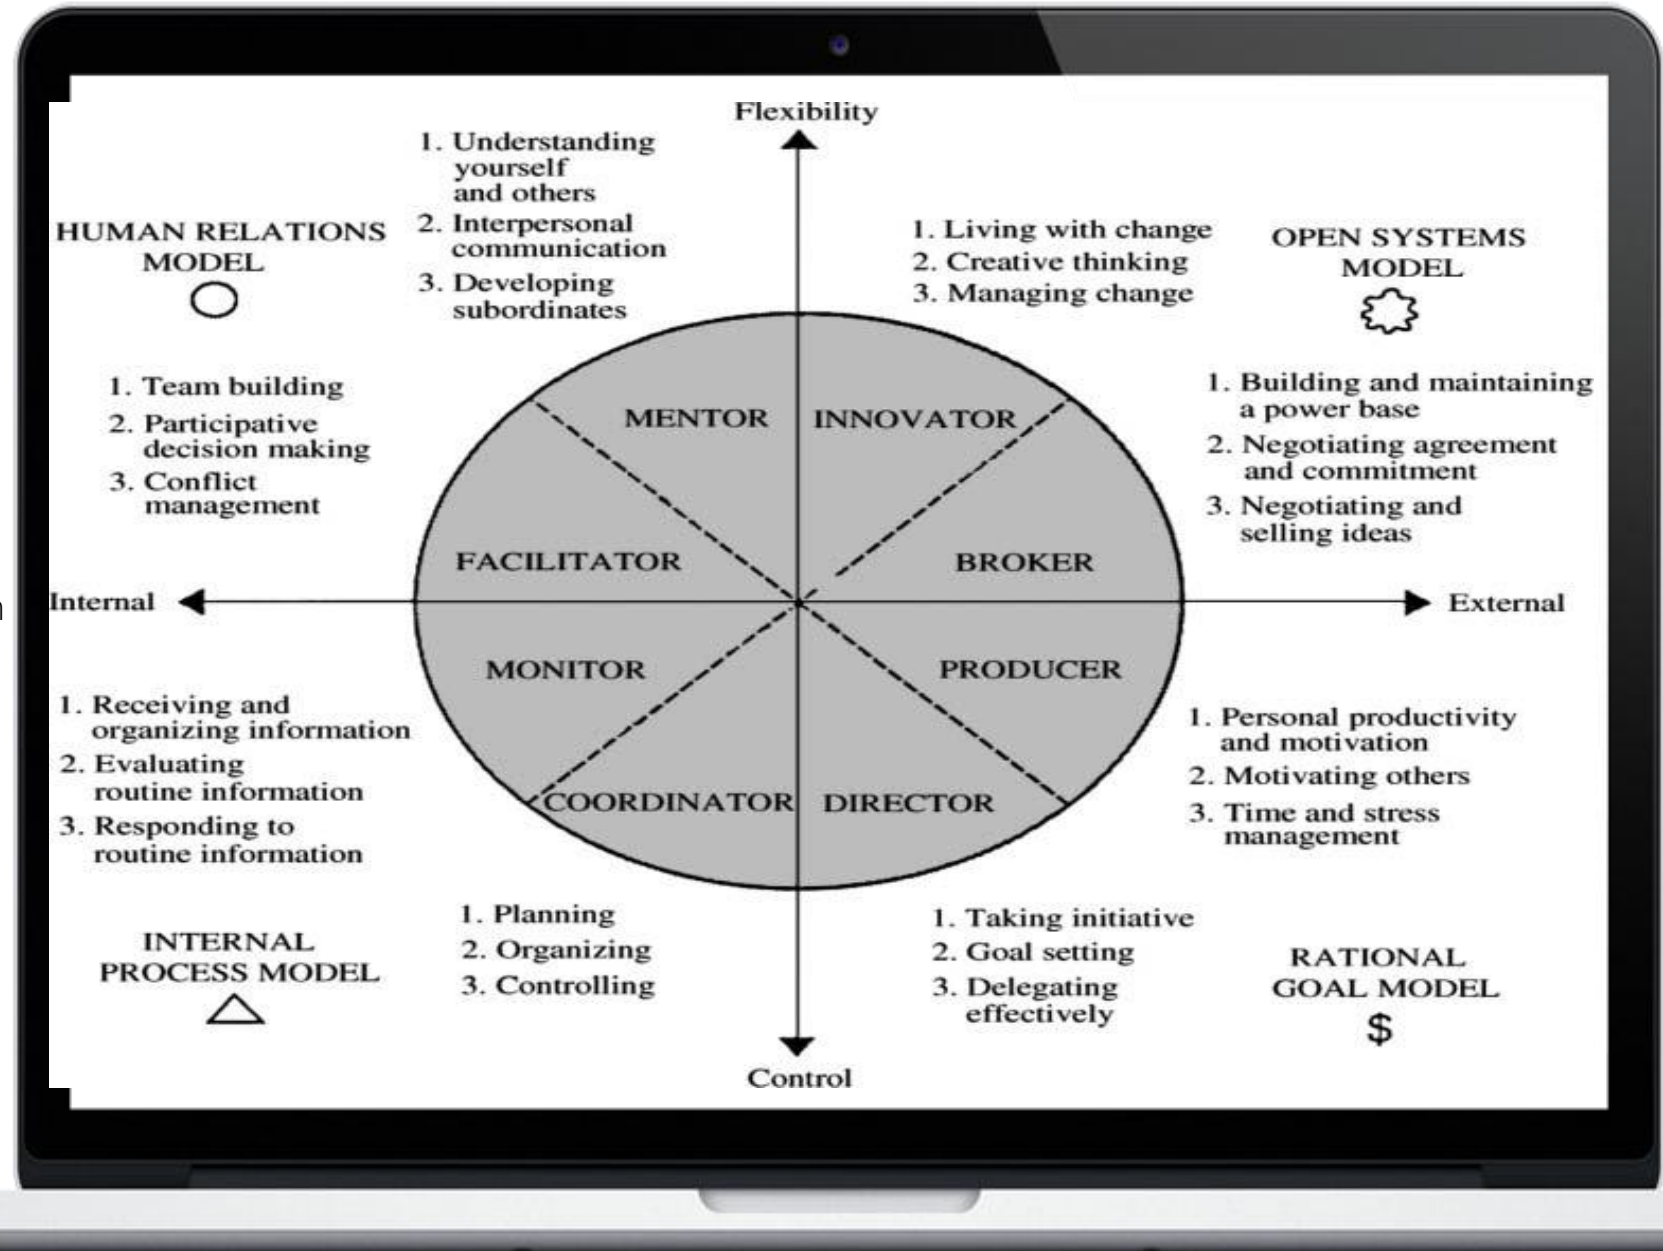 Flexibility
1. Understanding
yourself
and others
2. Interpersonal
communication
3. Developing
subordinates
HUMAN RELATIONS
MODEL
1. Living with change
2. Creative thinking
3. Managing change
OPEN SYSTEMS
MODEL
1. Team building
2. Participative
decision making
3. Conflict
management
MENTOR
INNOVATOR
1. Building and maintaining
a power base
2. Negotiating agreement
and commitment
3. Negotiating and
selling ideas
FACILITATOR
BROKER
Internal
External
MONITOR
PRODUCER
1. Receiving and
organizing information
2. Evaluating
routine information
3. Responding to
routine information
1. Personal productivity
and motivation
2. Motivating others
3. Time and stress
management
COORDINATOR
DIRECTOR
INTERNAL
PROCESS MODEL
1. Planning
2. Organizing
3. Controlling
1. Taking initiative
2. Goal setting
3. Delegating
effectively
RATIONAL
GOAL MODEL
$
Control